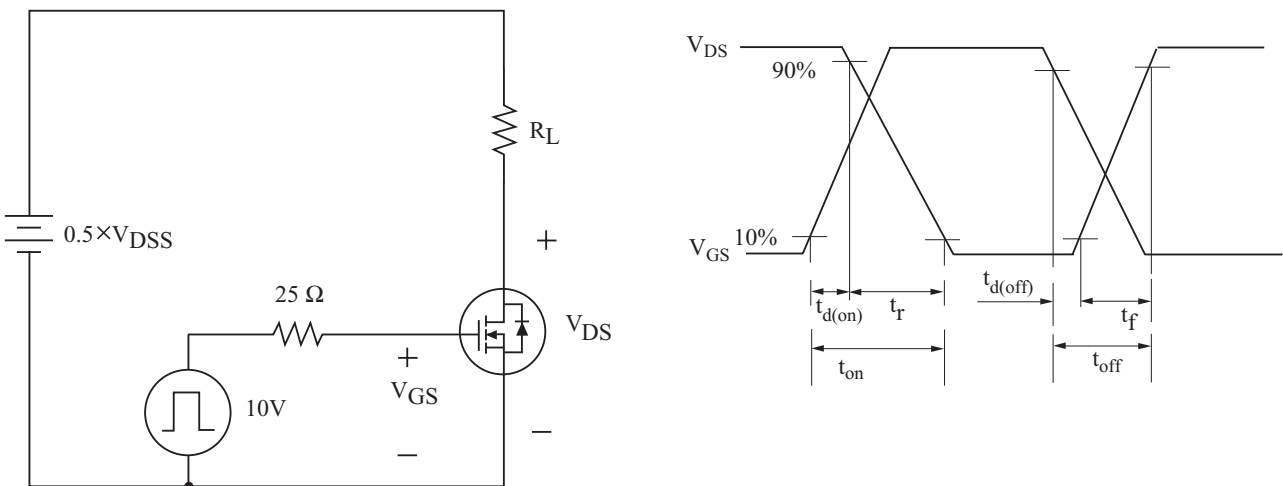 R_L
0.5×V_DSS
+
25 Ω
V_DS
+
V_GS
10V
−
−
V_DS
90%
10%
V_GS
t_d(on)
t_r
t_d(off)
t_f
t_on
t_off